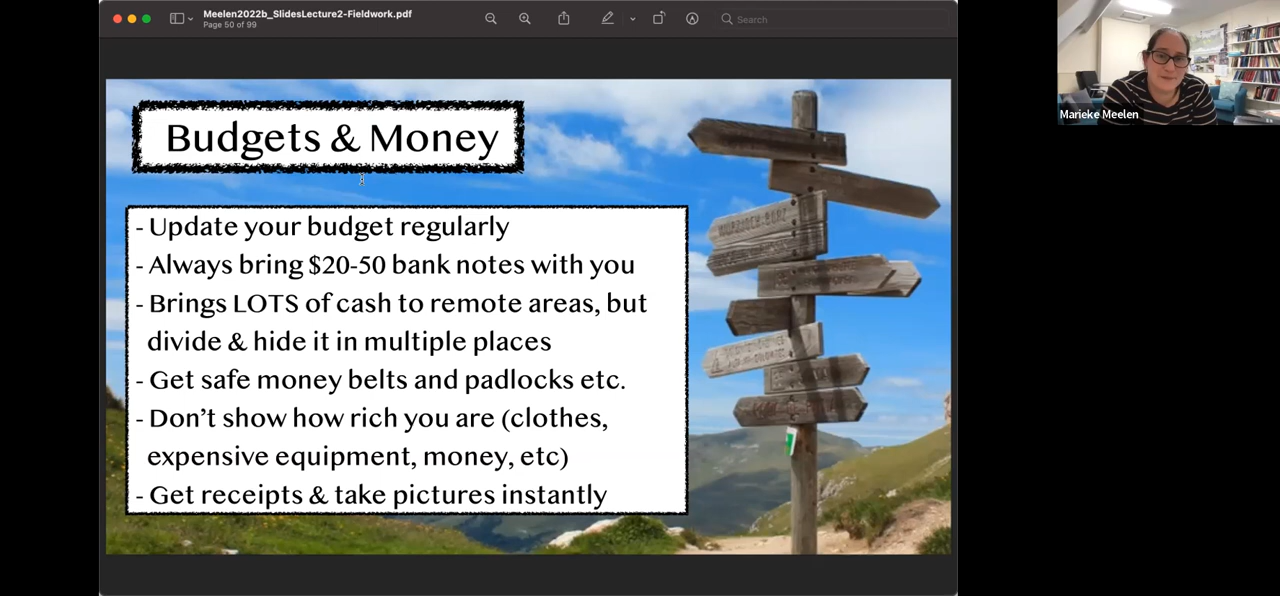 Meelen2022b_SlidesLecture2-Fieldwork.pdf
Page 50 of 99
Search
Marieke Meelen
Budgets & Money
- Update your budget regularly
- Always bring $20-50 bank notes with you
- Brings LOTS of cash to remote areas, but
divide & hide it in multiple places
- Get safe money belts and padlocks etc.
- Don’t show how rich you are (clothes,
expensive equipment, money, etc)
- Get receipts & take pictures instantly